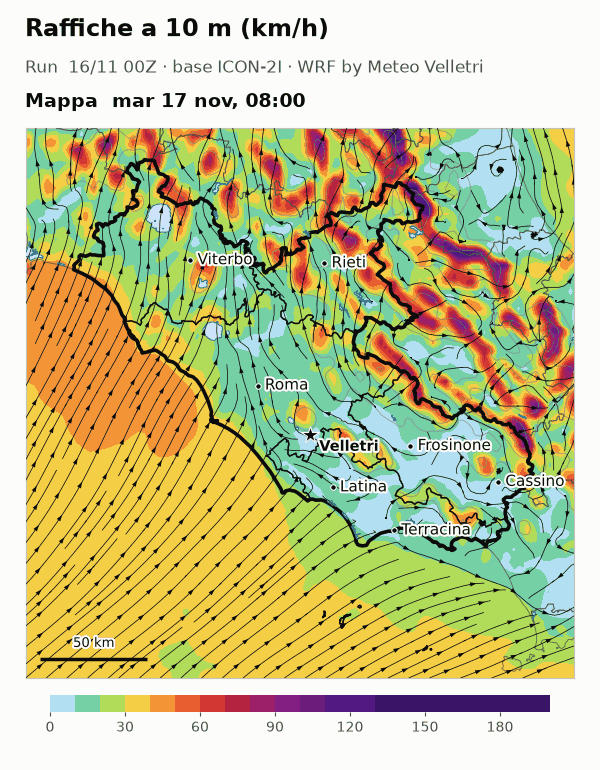 Raffiche a 10 m (km/h)
Run  16/11 00Z · base ICON-2I · WRF by Meteo Velletri
Mappa  mar 17 nov, 08:00
Viterbo
Rieti
Roma
Velletri
Frosinone
Cassino
Latina
Terracina
50 km
0 30 60 90 120 150 180